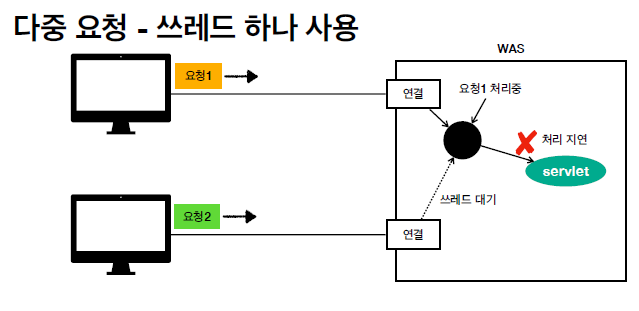 다중 요청 - 쓰레드 하나 사용
WAS
요청1
연결
요청1 처리중
처리 지연
servlet
쓰레드 대기
요청2
연결